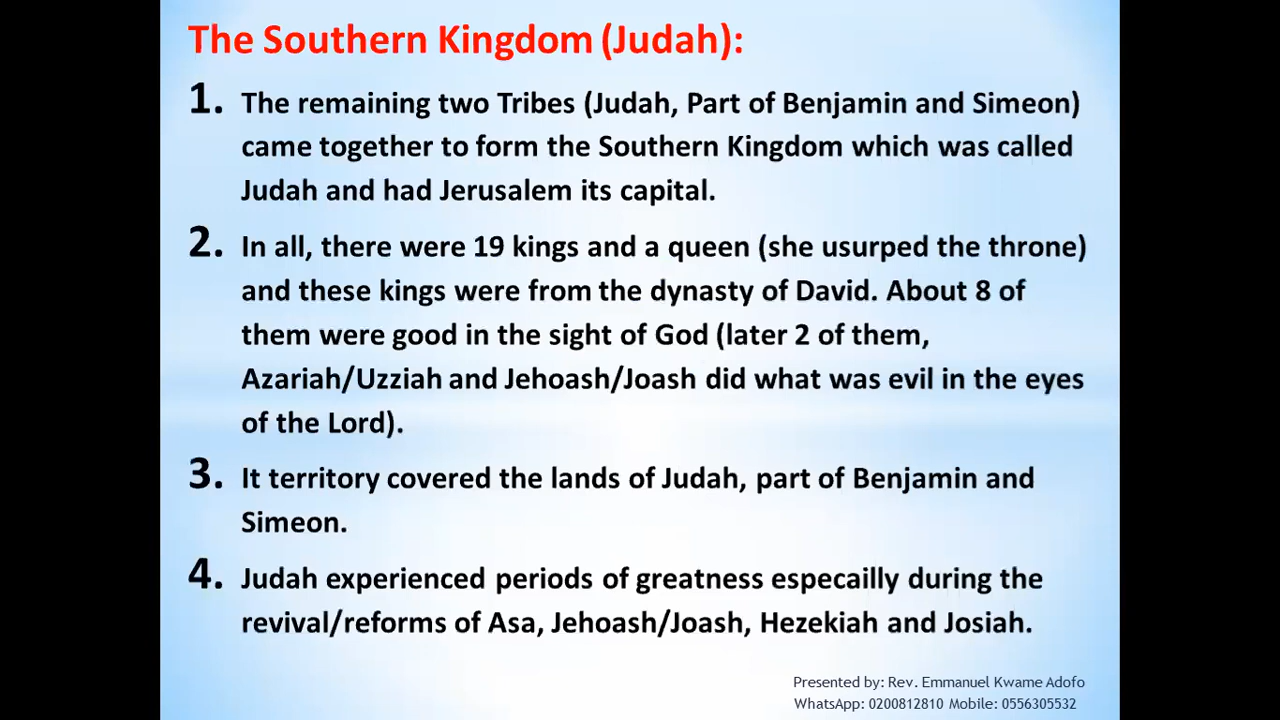 The Southern Kingdom (Judah):
1. The remaining two Tribes (Judah, Part of Benjamin and Simeon)
came together to form the Southern Kingdom which was called
Judah and had Jerusalem its capital.
2. In all, there were 19 kings and a queen (she usurped the throne)
and these kings were from the dynasty of David. About 8 of
them were good in the sight of God (later 2 of them,
Azariah/Uzziah and Jehoash/Joash did what was evil in the eyes
of the Lord).
3. It territory covered the lands of Judah, part of Benjamin and
Simeon.
4. Judah experienced periods of greatness especailly during the
revival/reforms of Asa, Jehoash/Joash, Hezekiah and Josiah.
Presented by: Rev. Emmanuel Kwame Adofo
WhatsApp: 0200812810 Mobile: 0556305532